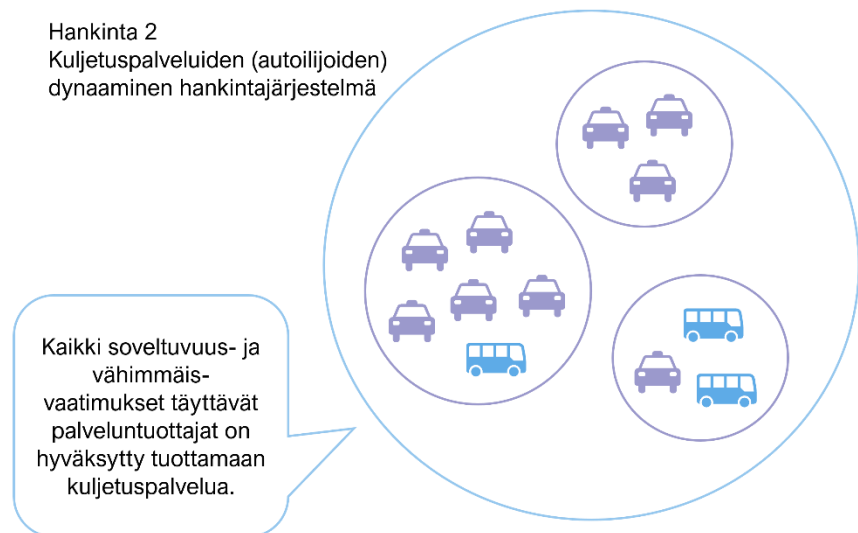 Hankinta 2
Kuljetuspalveluiden (autoilijoiden)
dynaaminen hankintajärjestelmä
Kaikki soveltuvuus- ja
vähimmäis-
vaatimukset täyttävät
palveluntuottajat on
hyväksytty tuottamaan
kuljetuspalvelua.